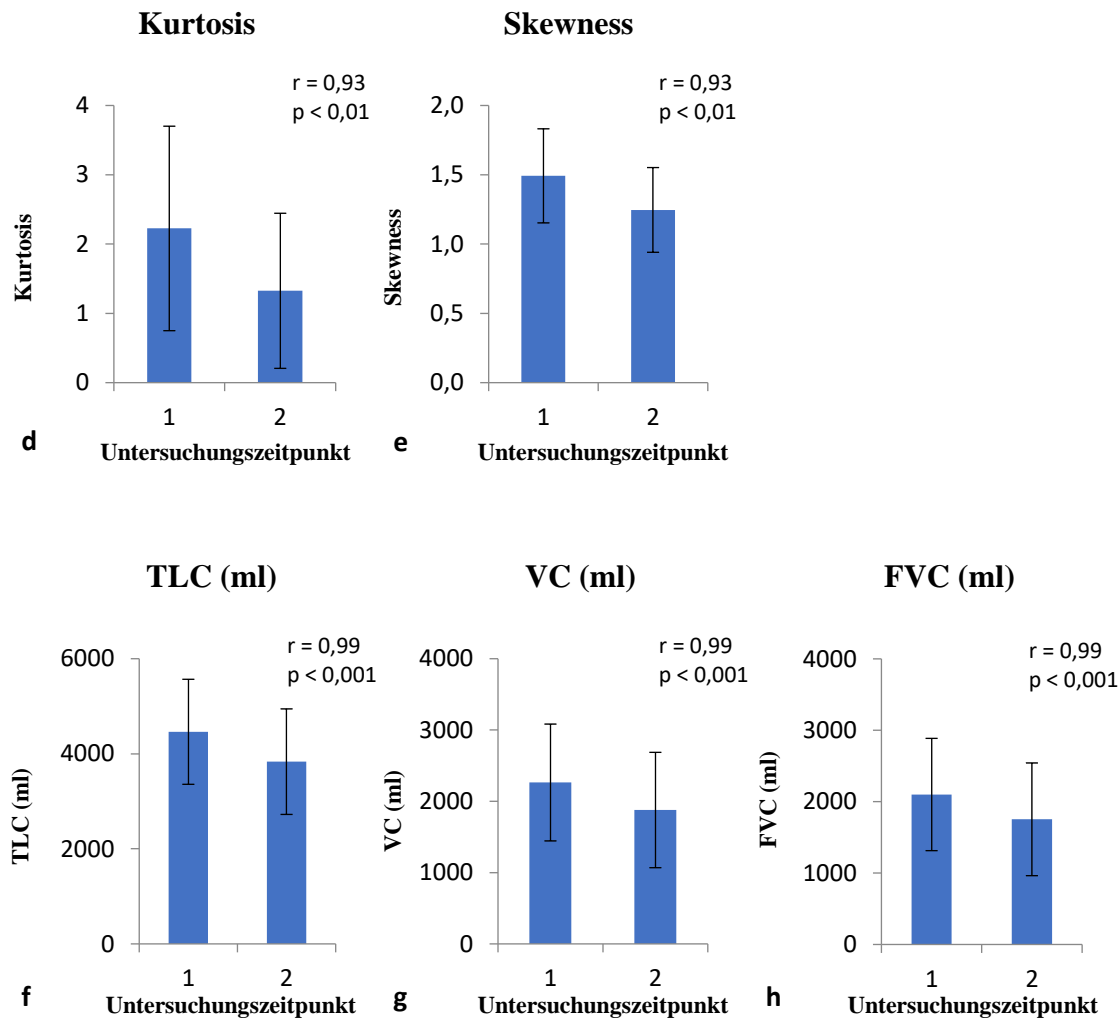 Kurtosis
r = 0,93
p < 0,01
4
3
2
1
0
Kurtosis
1 2
d
Untersuchungszeitpunkt
Skewness
r = 0,93
p < 0,01
2,0
1,5
1,0
0,5
0,0
Skewness
1 2
e
Untersuchungszeitpunkt
TLC (ml)
r = 0,99
p < 0,001
6000
4000
2000
0
TLC (ml)
1 2
f
Untersuchungszeitpunkt
VC (ml)
r = 0,99
p < 0,001
4000
3000
2000
1000
0
VC (ml)
1 2
g
Untersuchungszeitpunkt
FVC (ml)
r = 0,99
p < 0,001
4000
3000
2000
1000
0
FVC (ml)
1 2
h
Untersuchungszeitpunkt